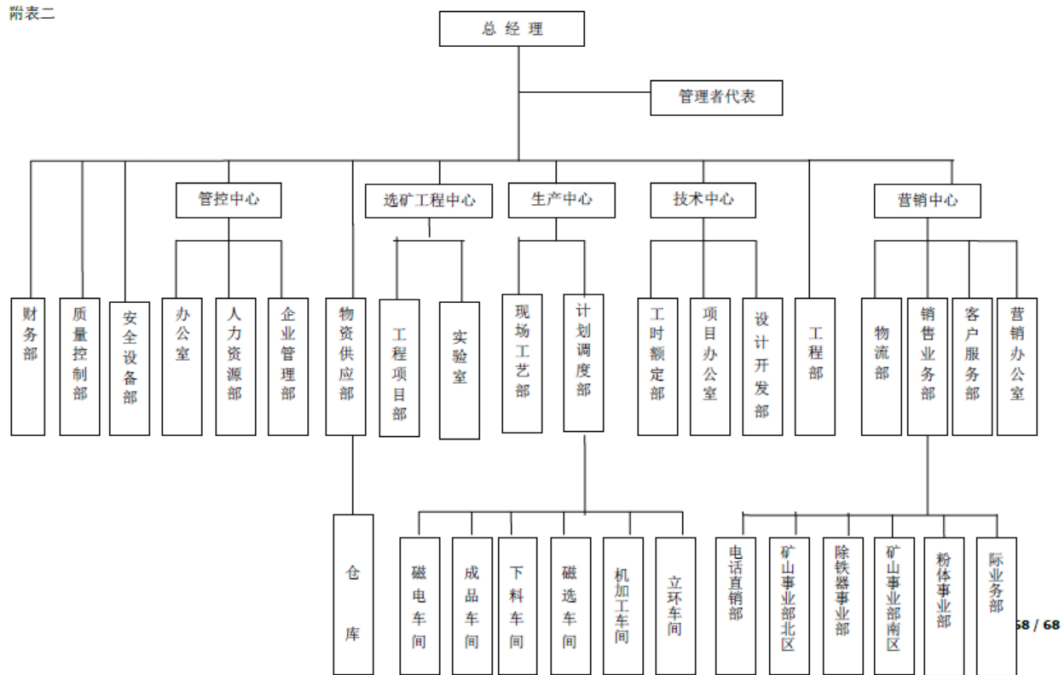 附表二
总 经 理
管理者代表
管控中心
选矿工程中心
生产中心
技术中心
营销中心
财务部
质量控制部
安全设备部
办公室
人力资源部
企业管理部
物资供应部
工程项目部
实验室
现场工艺部
计划调度部
工时额定部
项目办公室
设计开发部
工程部
物流部
销售业务部
客户服务部
营销办公室
仓库
磁电车间
成品车间
下料车间
磁选车间
机加工车间
立环车间
电话直销部
矿山事业部北区
除铁器事业部
矿山事业部南区
粉体事业部
际业务部
58 / 68